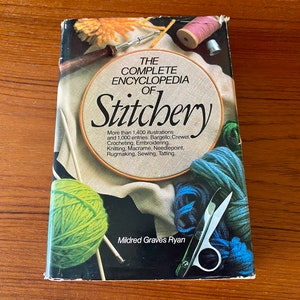 THE
COMPLETE
ENCYCLOPEDIA
OF
Stitchery
More than 1,400 illustrations
and 1,000 entries: Bargello, Crewel,
Crocheting, Embroidering,
Knitting, Macrame, Needlepoint,
Rugmaking, Sewing, Tatting.
Mildred Graves Ryan